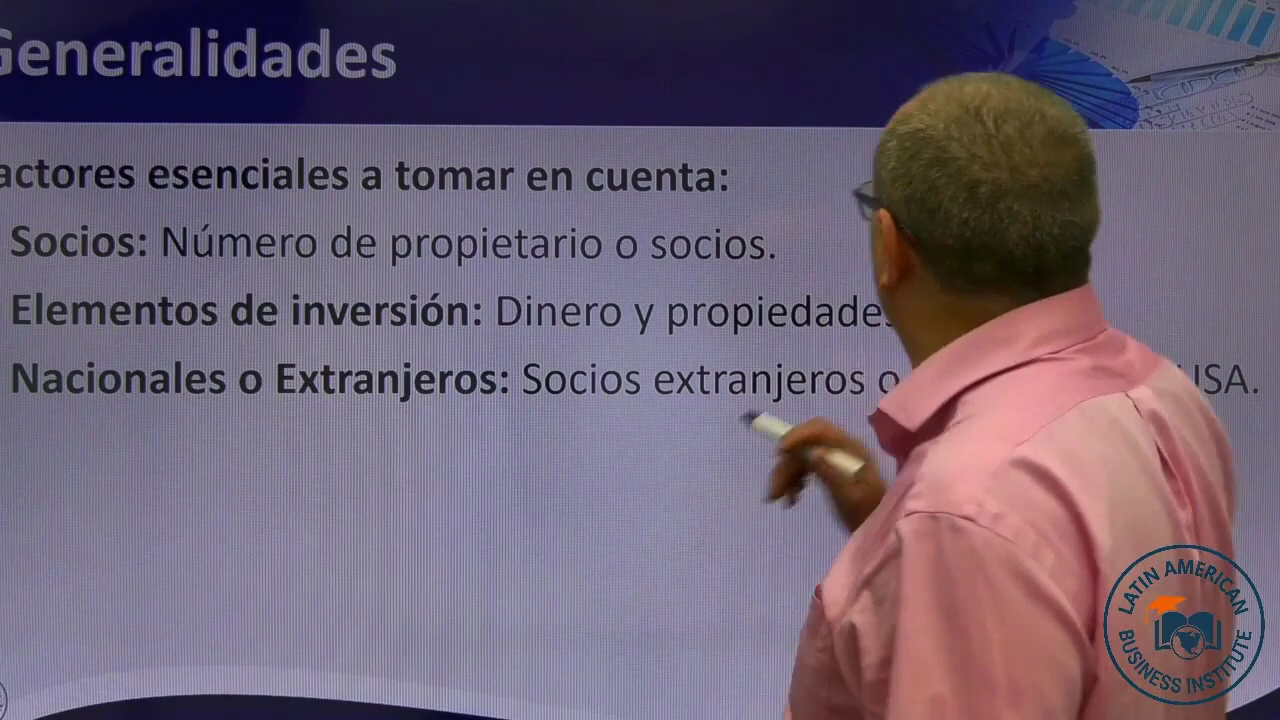 Generalidades
actores esenciales a tomar en cuenta:
Socios: Número de propietario o socios.
Elementos de inversión: Dinero y propiedades
Nacionales o Extranjeros: Socios extranjeros o USA.
LATIN AMERICAN
BUSINESS INSTITUTE